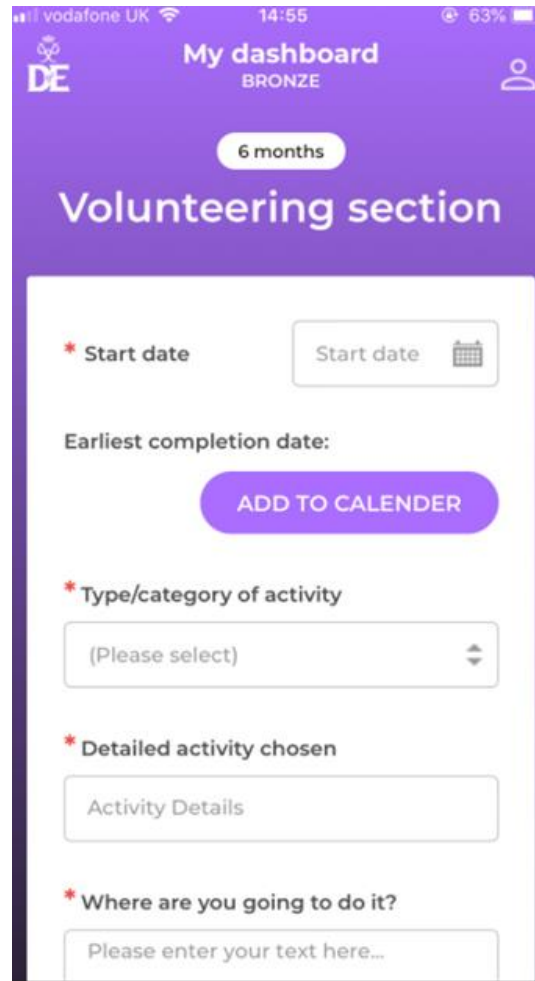 vodafone UK 14:55 63%
DE My dashboard
BRONZE
6 months
Volunteering section
* Start date Start date
Earliest completion date:
ADD TO CALENDER
* Type/category of activity
(Please select)
* Detailed activity chosen
Activity Details
* Where are you going to do it?
Please enter your text here...